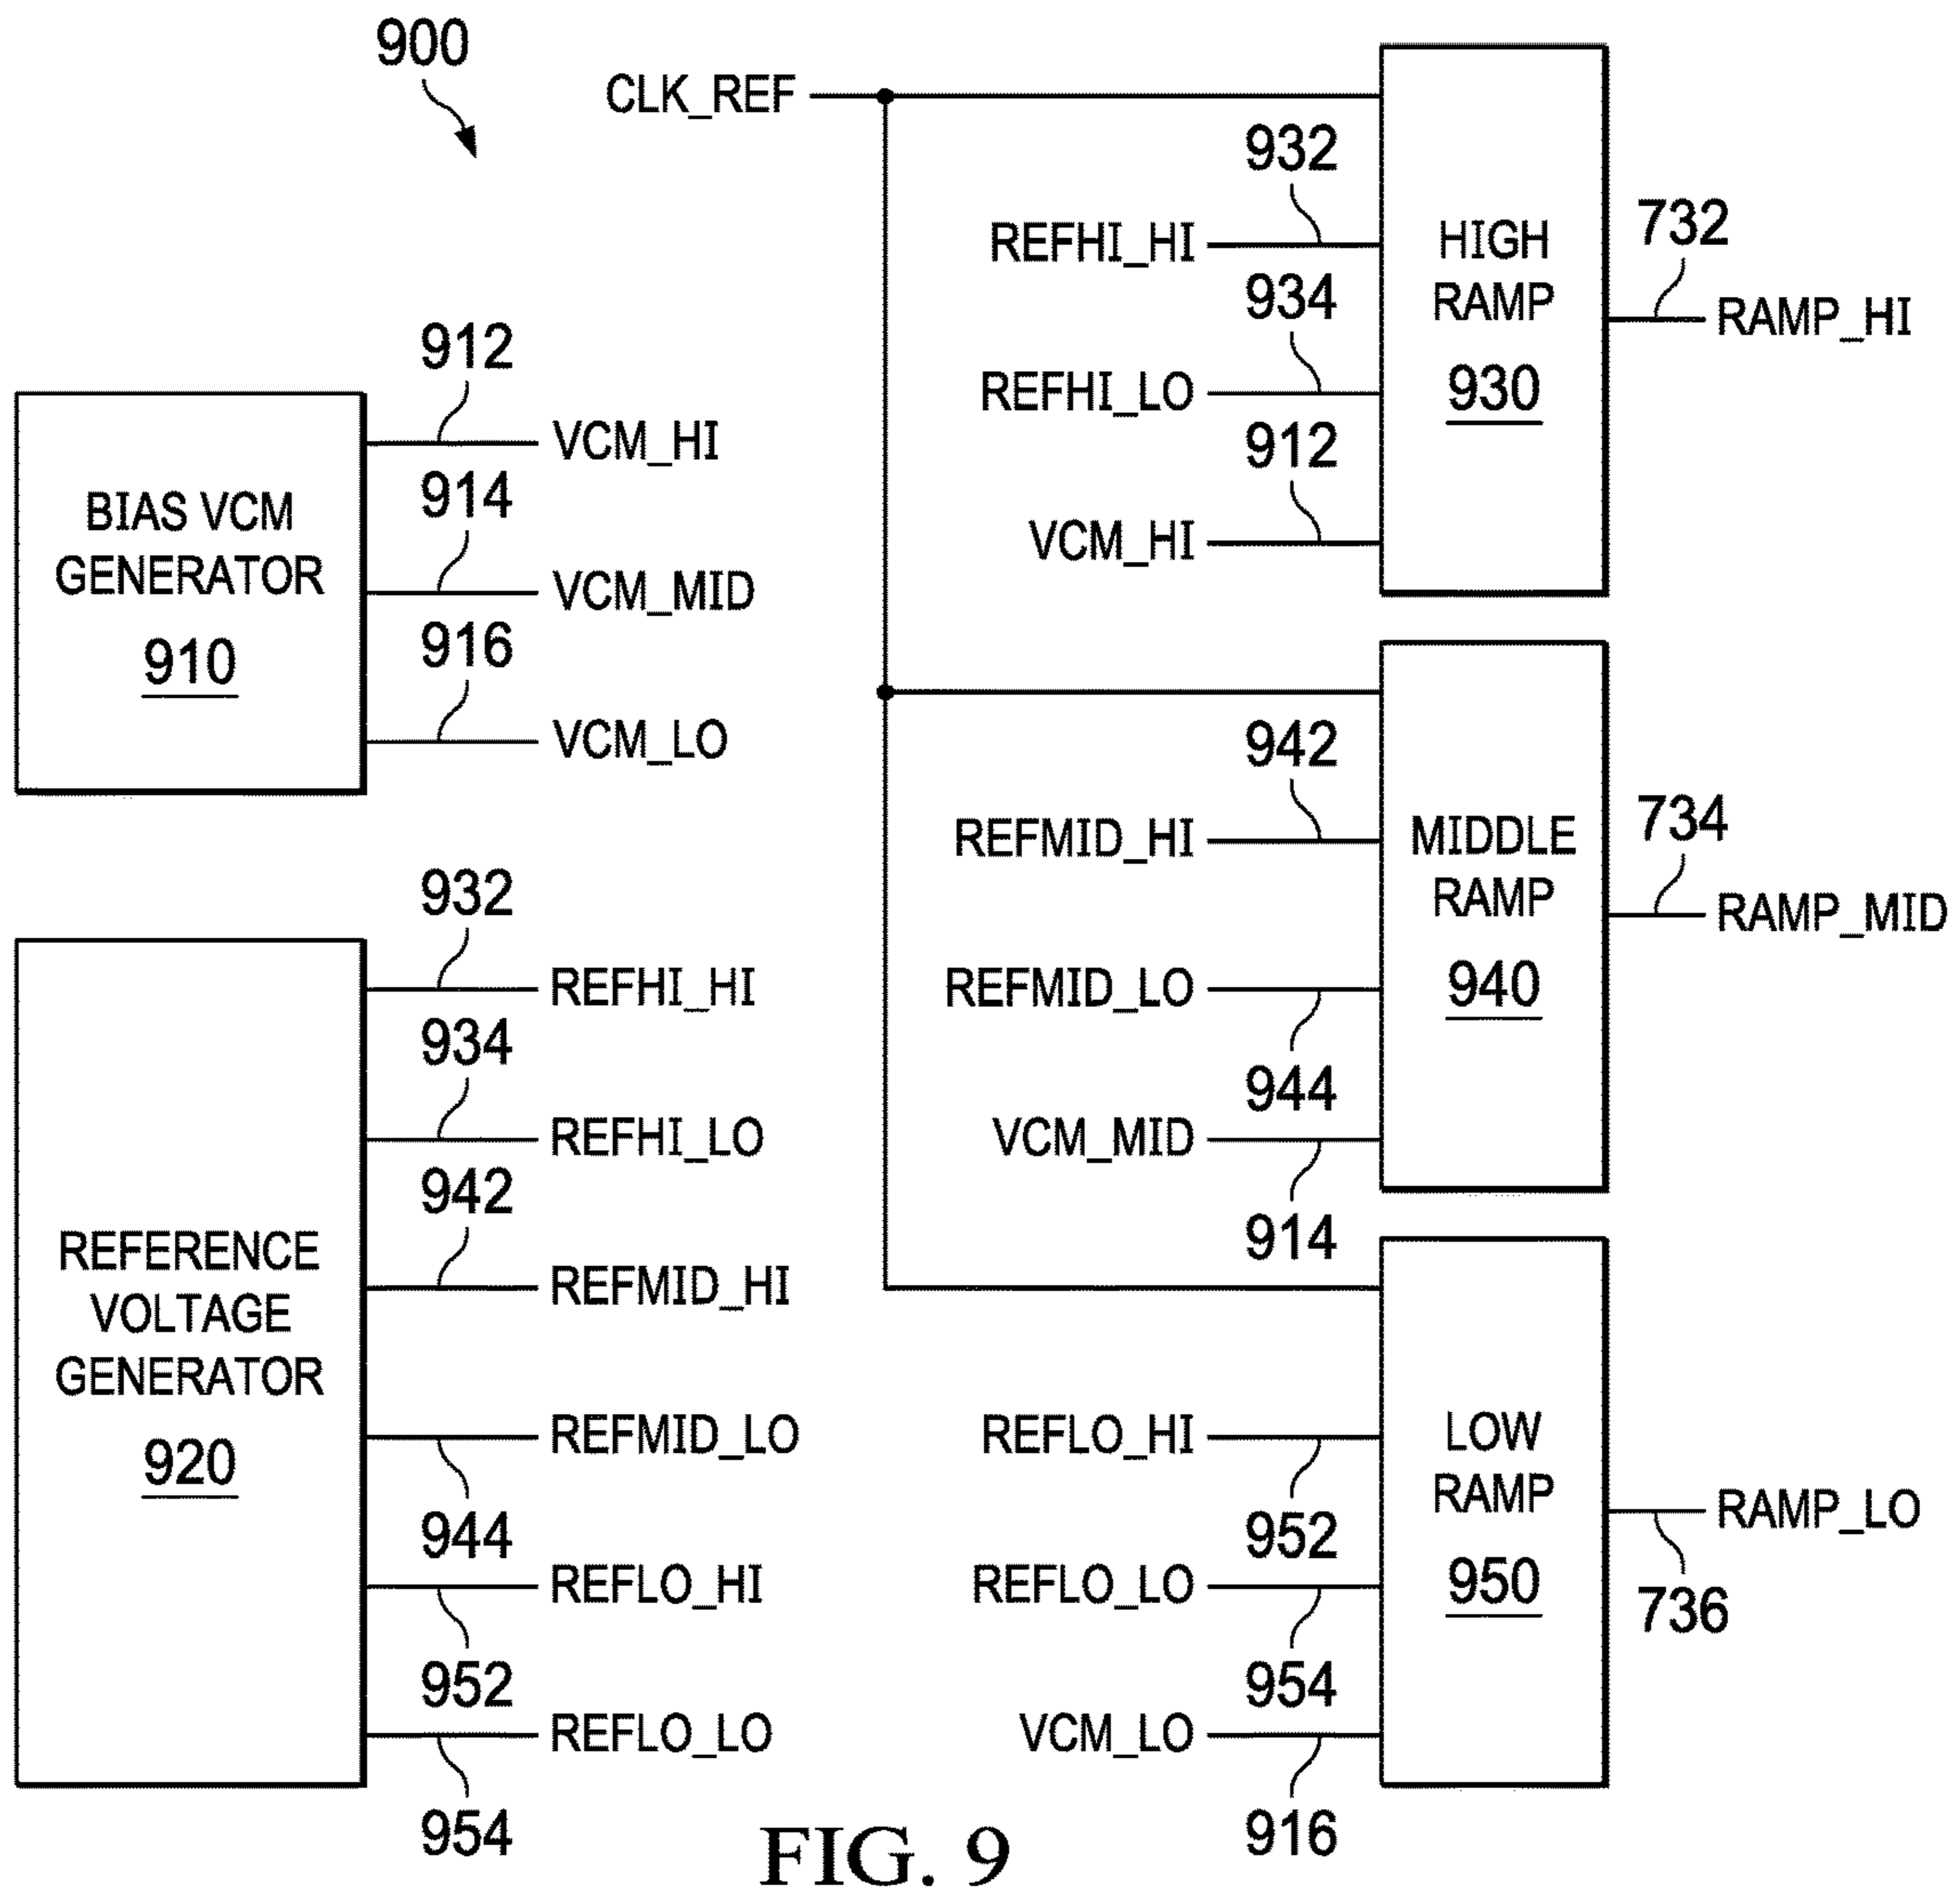 900
CLK_REF
932
REFHI_HI
934
REFHI_LO
912
VCM_HI
HIGH
RAMP
930
732
RAMP_HI
912
VCM_HI
914
VCM_MID
916
VCM_LO
BIAS VCM
GENERATOR
910
942
REFMID_HI
REFMID_LO
944
VCM_MID
914
MIDDLE
RAMP
940
734
RAMP_MID
932
REFHI_HI
934
REFHI_LO
942
REFMID_HI
REFMID_LO
944
REFLO_HI
952
REFLO_LO
954
REFERENCE
VOLTAGE
GENERATOR
920
REFLO_HI
952
REFLO_LO
954
VCM_LO
916
LOW
RAMP
950
RAMP_LO
736
FIG. 9